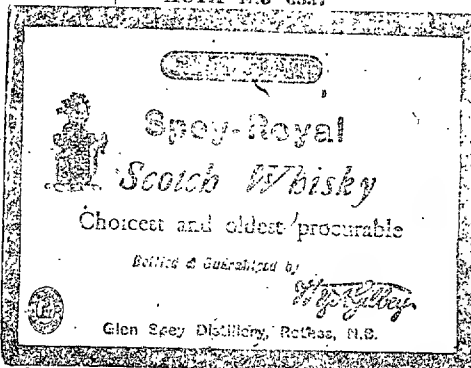 Spey-Royal
Scotch Whisky
Choicest and oldest procurable
Bottled & Guaranteed by
W&A Gilbey
Glen Spey Distillery, Rothes, N.B.